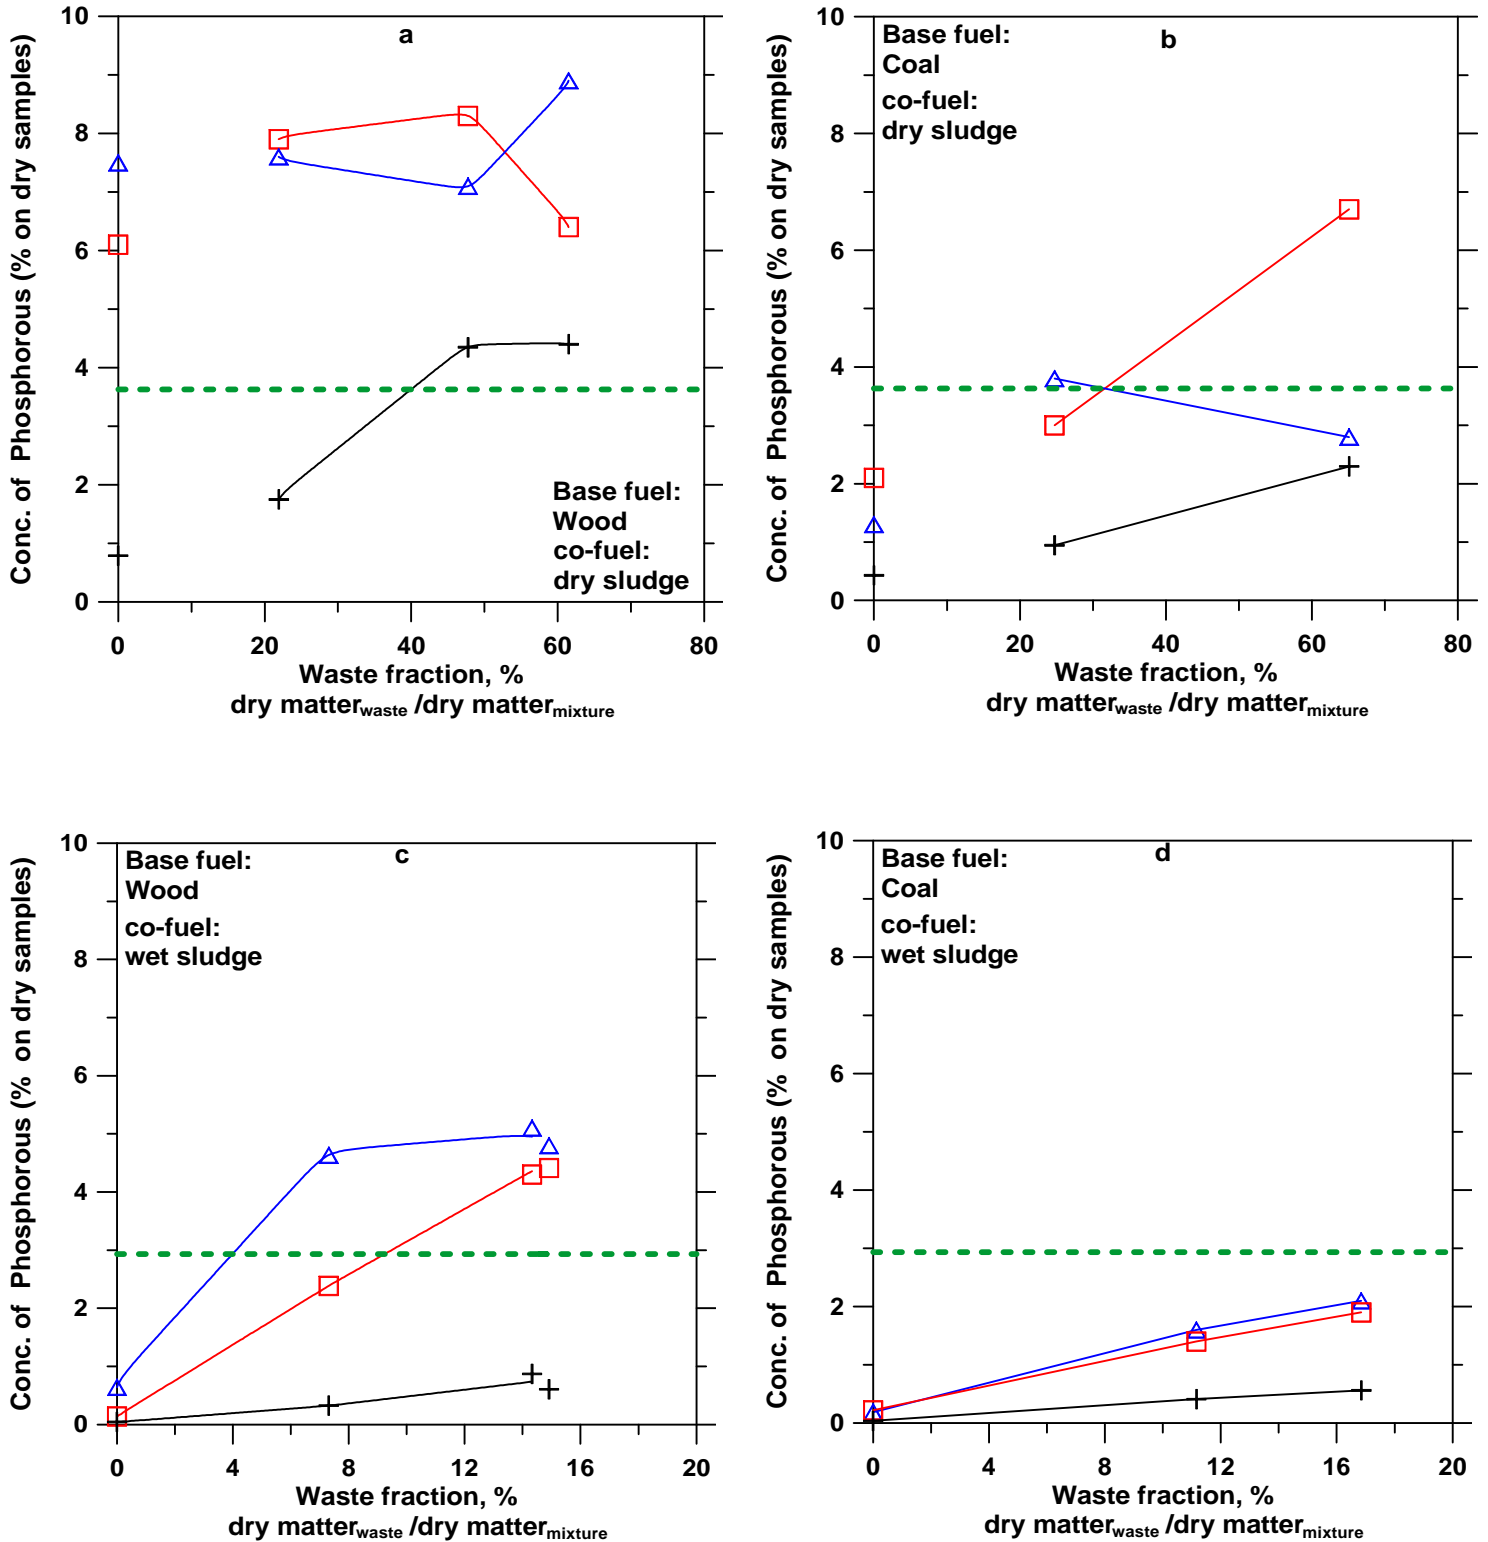 a
Conc. of  Phosphorous (% on dry samples)
10
8
6
4
2
0
Base fuel:
Wood
co-fuel:
dry sludge
0 20 40 60 80
Waste fraction, %
dry matterwaste /dry mattermixture
b
Conc. of  Phosphorous (% on dry samples)
Base fuel:
Coal
co-fuel:
dry sludge
10
8
6
4
2
0
0 20 40 60 80
Waste fraction, %
dry matterwaste /dry mattermixture
c
Conc. of  Phosphorous (%  on dry samples)
Base fuel:
Wood
co-fuel:
wet sludge
10
8
6
4
2
0
0 4 8 12 16 20
Waste fraction, %
dry matterwaste /dry mattermixture
d
Conc. of  Phosphorous (%  on dry samples)
Base fuel:
Coal
co-fuel:
wet sludge
10
8
6
4
2
0
0 4 8 12 16 20
Waste fraction, %
dry matterwaste /dry mattermixture